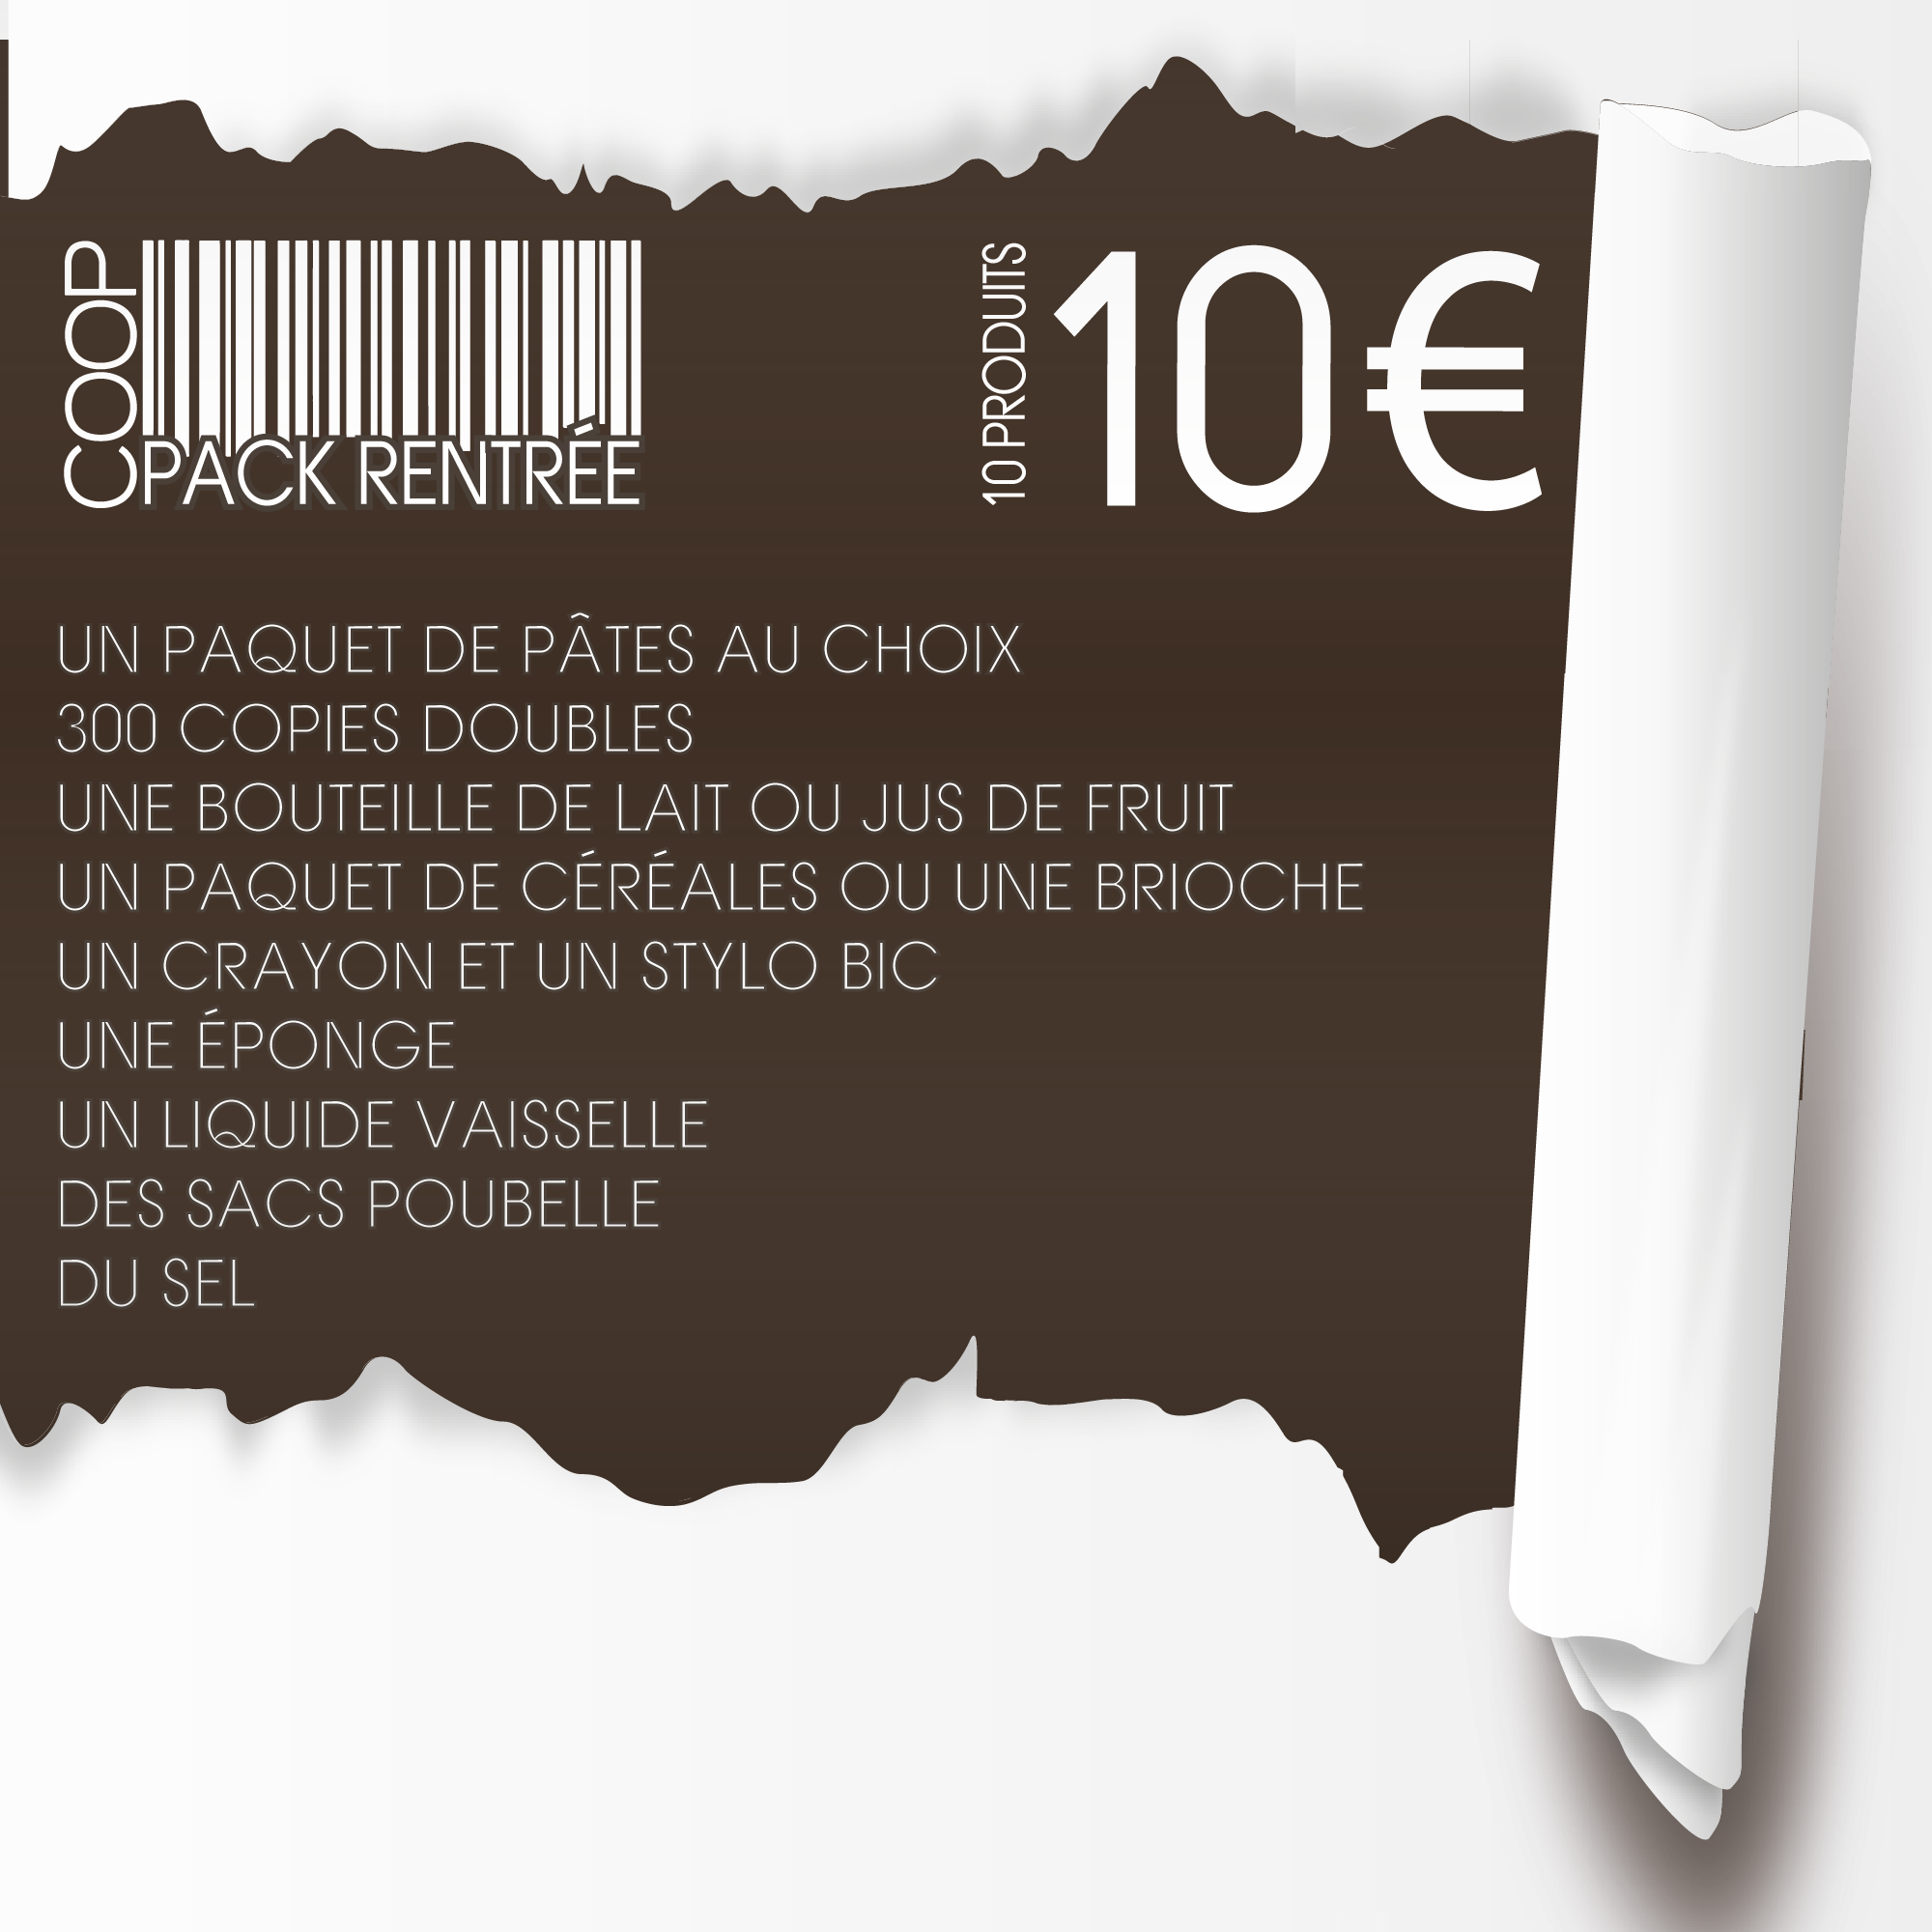 COOP
PACK RENTRÉE
10 PRODUITS
10€
UN PAQUET DE PÂTES AU CHOIX
300 COPIES DOUBLES
UNE BOUTEILLE DE LAIT OU JUS DE FRUIT
UN PAQUET DE CÉRÉALES OU UNE BRIOCHE
UN CRAYON ET UN STYLO BIC
UNE ÉPONGE
UN LIQUIDE VAISSELLE
DES SACS POUBELLE
DU SEL